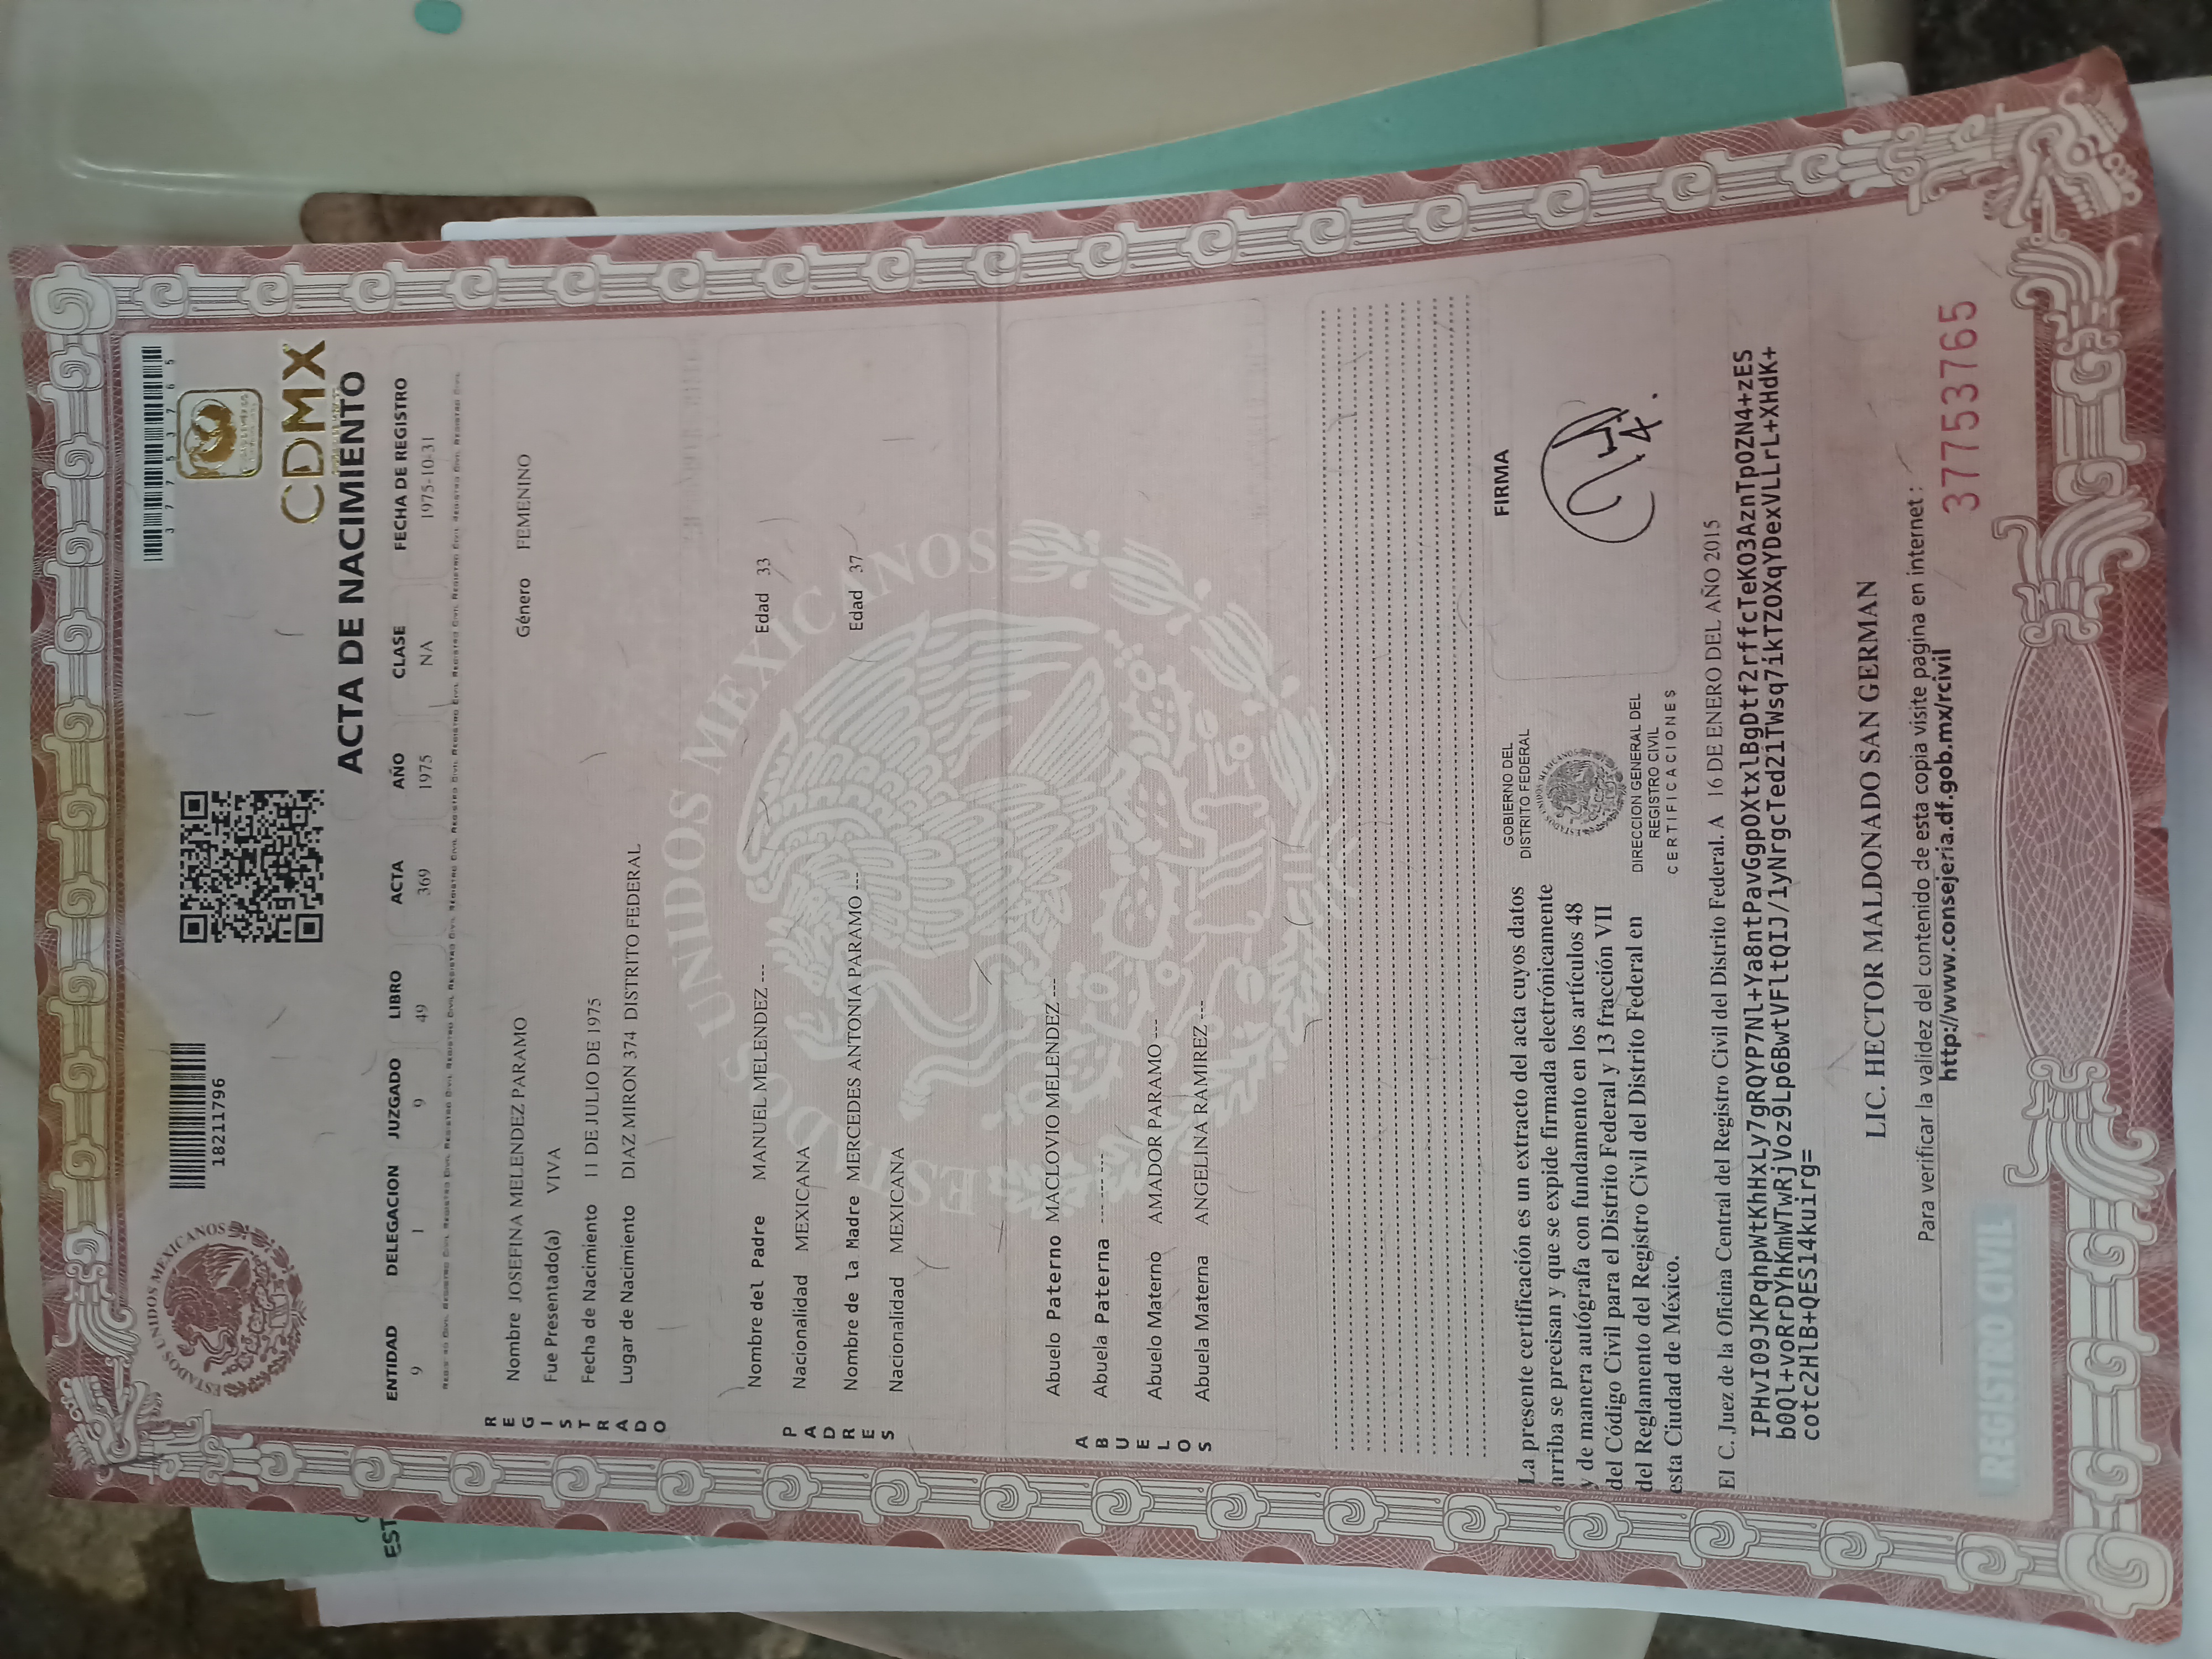 ESTADOS UNIDOS MEXICANOS
18211796
37753765
CDMX
ACTA DE NACIMIENTO
ENTIDAD DELEGACION JUZGADO LIBRO ACTA AÑO CLASE FECHA DE REGISTRO
9 1 9 49 369 1975 NA 1975-10-31
REGISTRADO
Nombre JOSEFINA MELENDEZ PARAMO
Género FEMENINO
Fue Presentado(a) VIVA
Fecha de Nacimiento 11 DE JULIO DE 1975
Lugar de Nacimiento DIAZ MIRON 374 DISTRITO FEDERAL
ESTADOS UNIDOS MEXICANOS
PADRES
Nombre del Padre MANUEL MELENDEZ --- Edad 33
Nacionalidad MEXICANA
Nombre de la Madre MERCEDES ANTONIA PARAMO --- Edad 37
Nacionalidad MEXICANA
ABUELOS
Abuelo Paterno MACLOVIO MELENDEZ ---
Abuela Paterna --- --- ---
Abuelo Materno AMADOR PARAMO ---
Abuela Materna ANGELINA RAMIREZ ---
La presente certificación es un extracto del acta cuyos datos
arriba se precisan y que se expide firmada electrónicamente
y de manera autógrafa con fundamento en los artículos 48
del Código Civil para el Distrito Federal y 13 fracción VII
del Reglamento del Registro Civil del Distrito Federal en
esta Ciudad de México.
GOBIERNO DEL
DISTRITO FEDERAL
DIRECCION GENERAL DEL
REGISTRO CIVIL
CERTIFICACIONES
FIRMA
El C. Juez de la Oficina Central del Registro Civil del Distrito Federal. A 16 DE ENERO DEL AÑO 2015
IPHvI09JKPqhpWtKhHxLy7gRQYP7Nl+Ya8ntPavGgpOXtxlBgDtf2rffcTeKO3AznTpOZN4+zES
b0Ql+voRrDYhKmWTwRjVoz9Lp6BwtVFltQIJ/1yNrgcTed21TWsq7ikTZOXqYDexVLLrL+XHdK+
cotc2HlB+QES14kuirg=
LIC. HECTOR MALDONADO SAN GERMAN
Para verificar la validez del contenido de esta copia visite pagina en internet :
http://www.consejeria.df.gob.mx/rcivil
37753765
REGISTRO CIVIL
EST